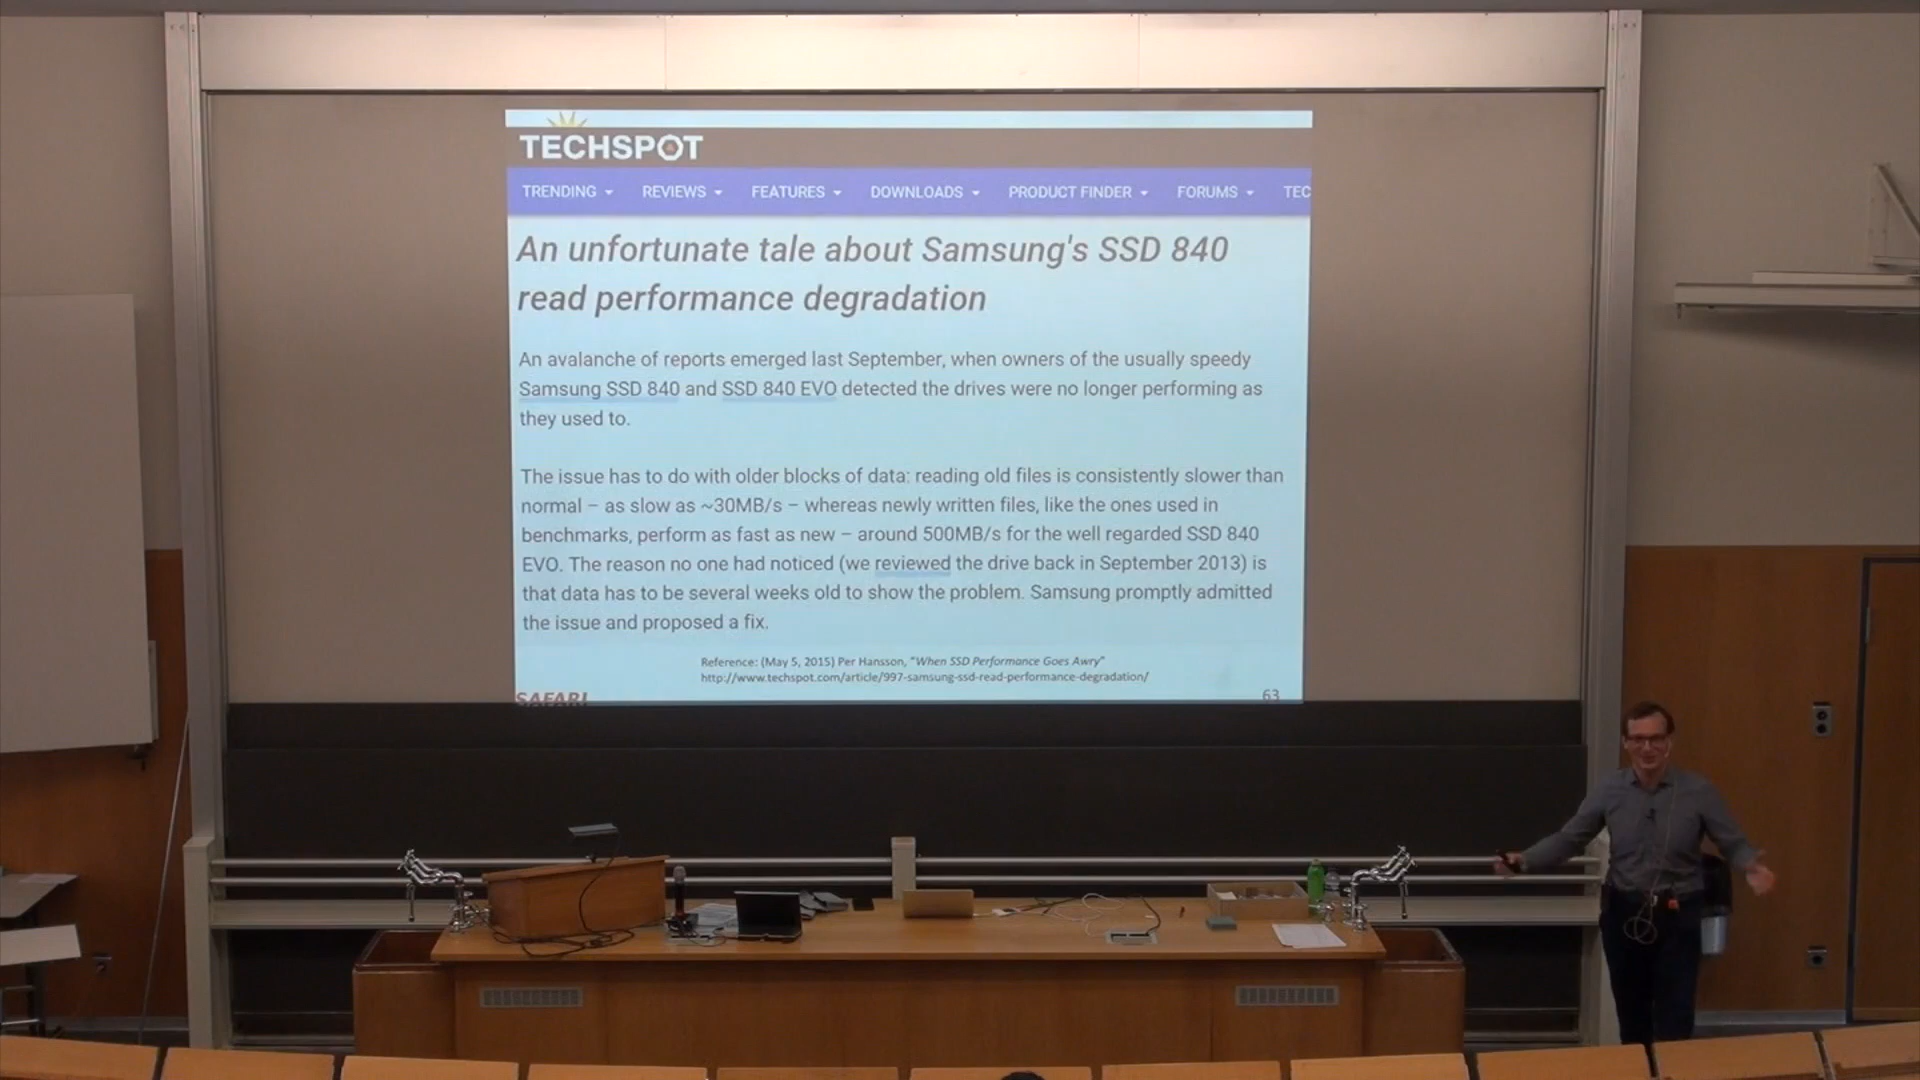 TECHSPOT
TRENDING REVIEWS FEATURES DOWNLOADS PRODUCT FINDER FORUMS TEC
An unfortunate tale about Samsung's SSD 840
read performance degradation
An avalanche of reports emerged last September, when owners of the usually speedy
Samsung SSD 840 and SSD 840 EVO detected the drives were no longer performing as
they used to.
The issue has to do with older blocks of data: reading old files is consistently slower than
normal – as slow as ~30MB/s – whereas newly written files, like the ones used in
benchmarks, perform as fast as new – around 500MB/s for the well regarded SSD 840
EVO. The reason no one had noticed (we reviewed the drive back in September 2013) is
that data has to be several weeks old to show the problem. Samsung promptly admitted
the issue and proposed a fix.
Reference: (May 5, 2015) Per Hansson, "When SSD Performance Goes Awry"
http://www.techspot.com/article/997-samsung-ssd-read-performance-degradation/
SAFARI 63